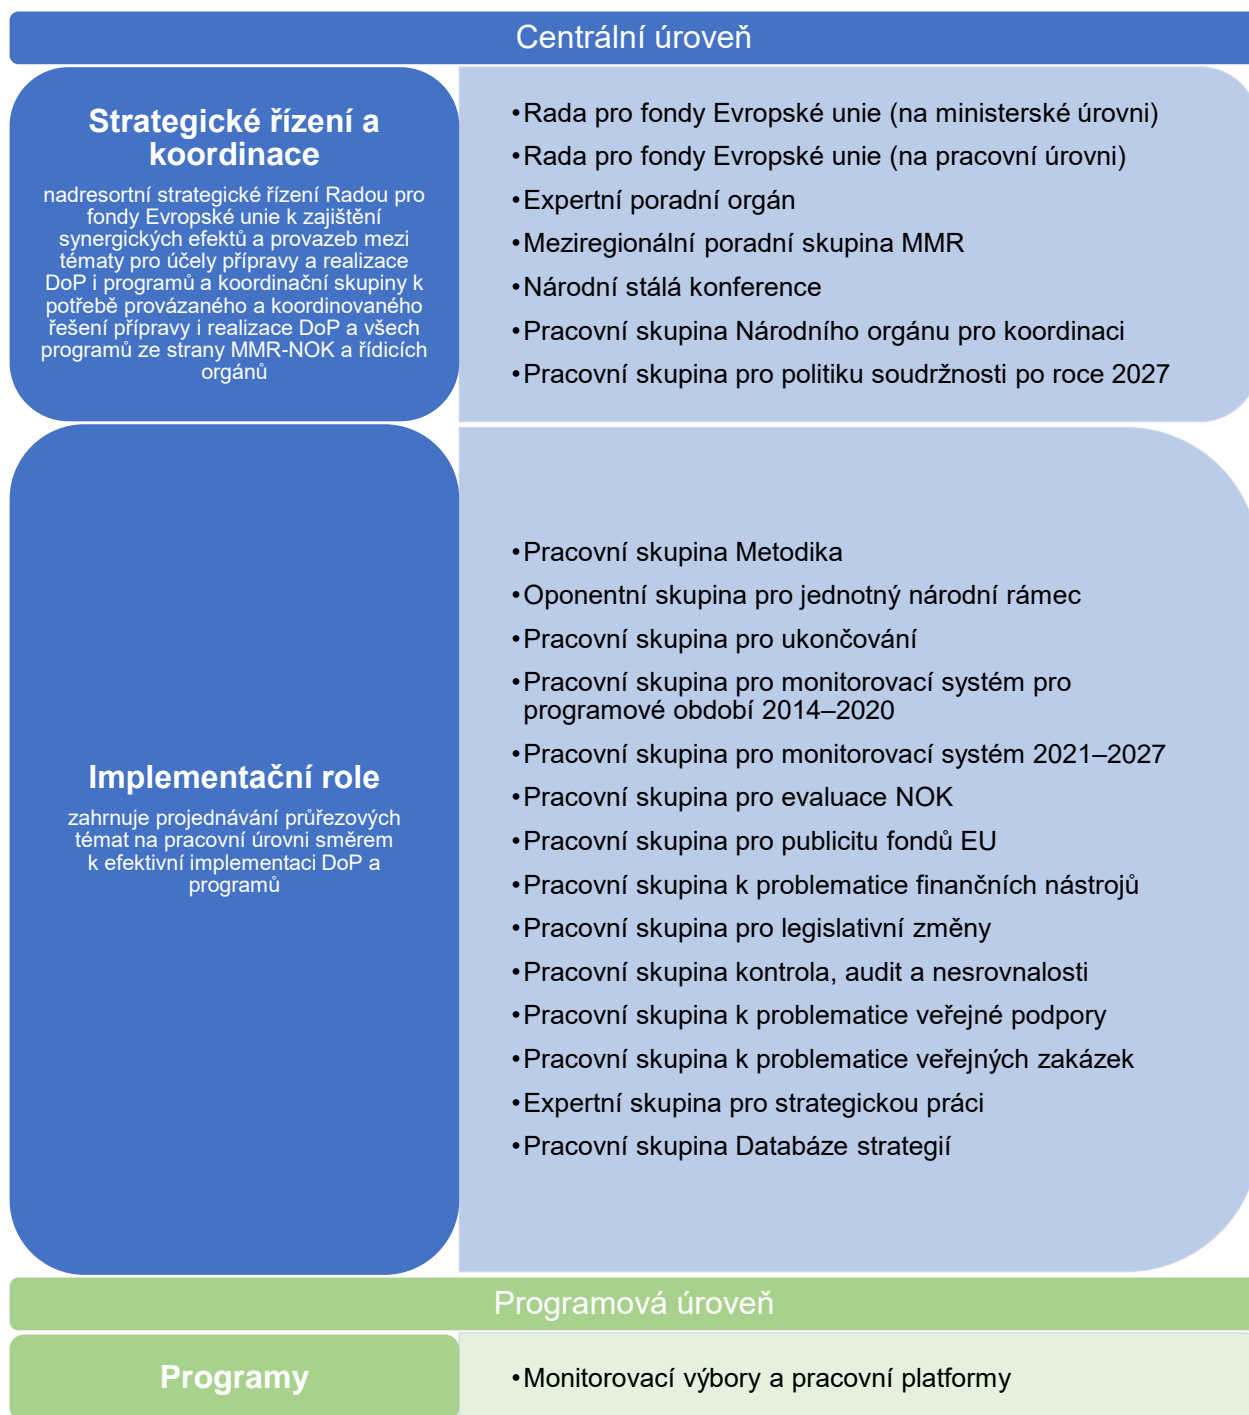 Centrální úroveň
Strategické řízení a
koordinace
nadresortní strategické řízení Radou pro
fondy Evropské unie k zajištění
synergických efektů a provazeb mezi
tématy pro účely přípravy a realizace
DoP i programů a koordinační skupiny k
potřebě provázaného a koordinovaného
řešení přípravy i realizace DoP a všech
programů ze strany MMR-NOK a řídicích
orgánů
•Rada pro fondy Evropské unie (na ministerské úrovni)
•Rada pro fondy Evropské unie (na pracovní úrovni)
•Expertní poradní orgán
•Meziregionální poradní skupina MMR
•Národní stálá konference
•Pracovní skupina Národního orgánu pro koordinaci
•Pracovní skupina pro politiku soudržnosti po roce 2027
Implementační role
zahrnuje projednávání průřezových
témat na pracovní úrovni směrem
k efektivní implementaci DoP a
programů
•Pracovní skupina Metodika
•Oponentní skupina pro jednotný národní rámec
•Pracovní skupina pro ukončování
•Pracovní skupina pro monitorovací systém pro
programové období 2014–2020
•Pracovní skupina pro monitorovací systém 2021–2027
•Pracovní skupina pro evaluace NOK
•Pracovní skupina pro publicitu fondů EU
•Pracovní skupina k problematice finančních nástrojů
•Pracovní skupina pro legislativní změny
•Pracovní skupina kontrola, audit a nesrovnalosti
•Pracovní skupina k problematice veřejné podpory
•Pracovní skupina k problematice veřejných zakázek
•Expertní skupina pro strategickou práci
•Pracovní skupina Databáze strategií
Programová úroveň
Programy
•Monitorovací výbory a pracovní platformy